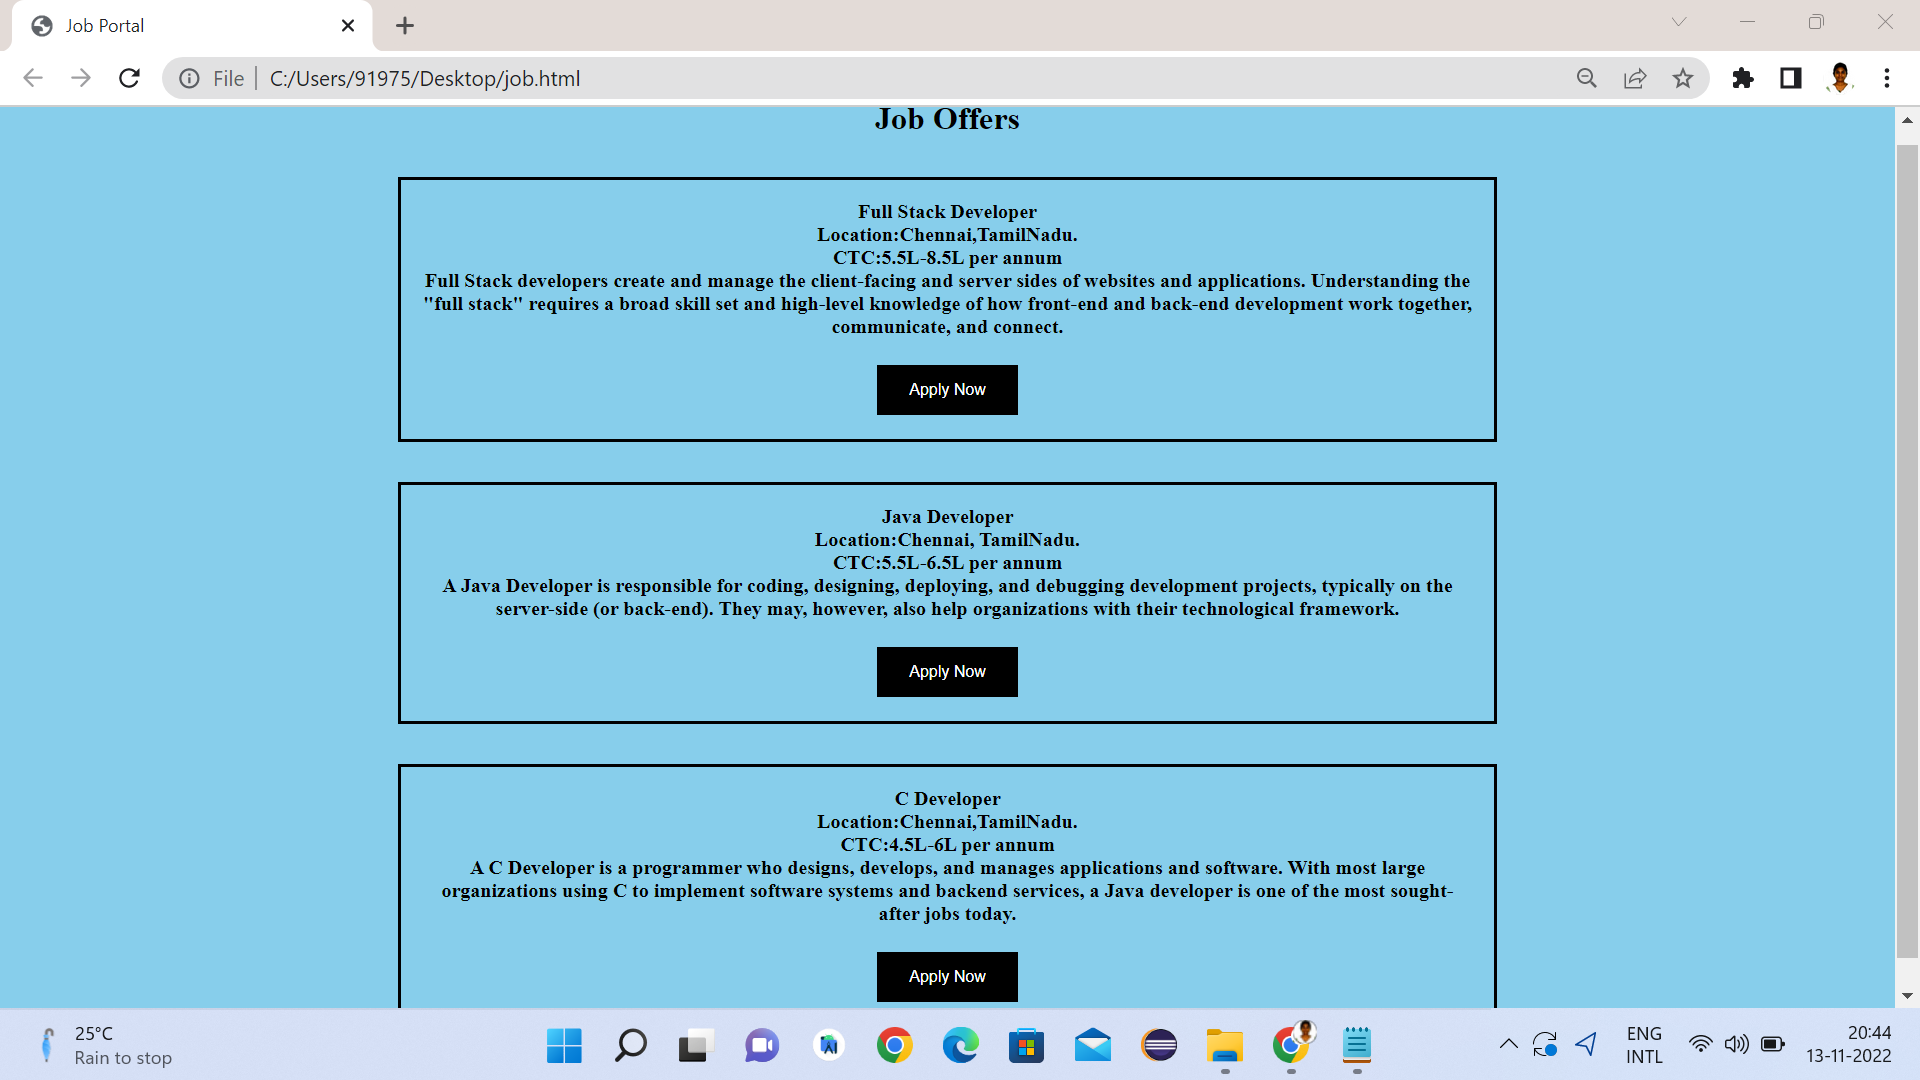 Job Portal
File
C:/Users/91975/Desktop/job.html
Job Offers
Full Stack Developer
Location:Chennai,TamilNadu.
CTC:5.5L-8.5L per annum
Full Stack developers create and manage the client-facing and server sides of websites and applications. Understanding the
"full stack" requires a broad skill set and high-level knowledge of how front-end and back-end development work together,
communicate, and connect.
Apply Now
Java Developer
Location:Chennai, TamilNadu.
CTC:5.5L-6.5L per annum
A Java Developer is responsible for coding, designing, deploying, and debugging development projects, typically on the
server-side (or back-end). They may, however, also help organizations with their technological framework.
Apply Now
C Developer
Location:Chennai,TamilNadu.
CTC:4.5L-6L per annum
A C Developer is a programmer who designs, develops, and manages applications and software. With most large
organizations using C to implement software systems and backend services, a Java developer is one of the most sought-
after jobs today.
Apply Now
25°C
Rain to stop
ENG
INTL
20:44
13-11-2022